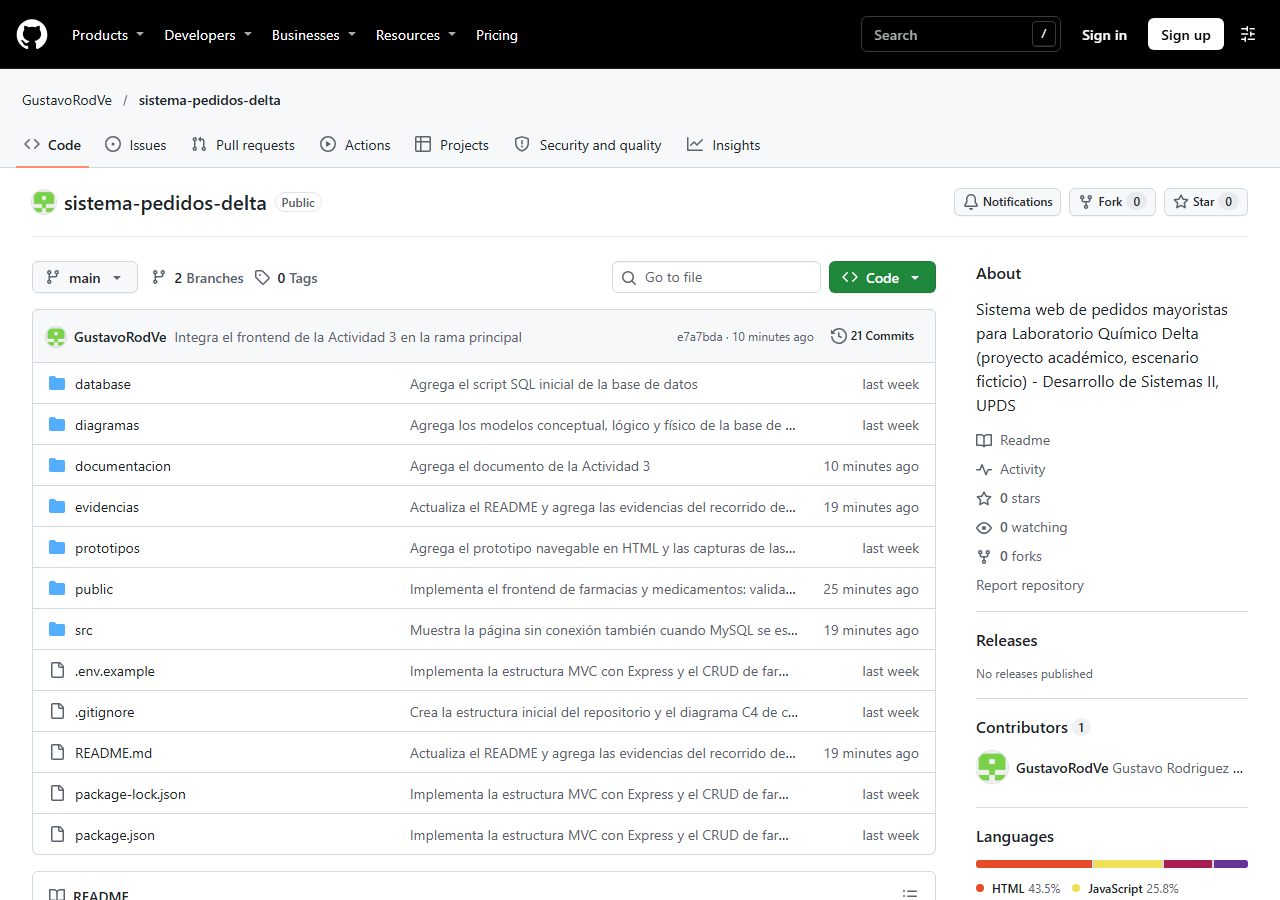 Products Developers Businesses Resources Pricing Search / Sign in Sign up
GustavoRodVe / sistema-pedidos-delta
Code Issues Pull requests Actions Projects Security and quality Insights
sistema-pedidos-delta Public Notifications Fork 0 Star 0
main 2 Branches 0 Tags Go to file Code
GustavoRodVe Integra el frontend de la Actividad 3 en la rama principal e7a7bda · 10 minutes ago 21 Commits
database Agrega el script SQL inicial de la base de datos last week
diagramas Agrega los modelos conceptual, lógico y físico de la base de ... last week
documentacion Agrega el documento de la Actividad 3 10 minutes ago
evidencias Actualiza el README y agrega las evidencias del recorrido de... 19 minutes ago
prototipos Agrega el prototipo navegable en HTML y las capturas de las... last week
public Implementa el frontend de farmacias y medicamentos: valida... 25 minutes ago
src Muestra la página sin conexión también cuando MySQL se es... 19 minutes ago
.env.example Implementa la estructura MVC con Express y el CRUD de far... last week
.gitignore Crea la estructura inicial del repositorio y el diagrama C4 de c... last week
README.md Actualiza el README y agrega las evidencias del recorrido de... 19 minutes ago
package-lock.json Implementa la estructura MVC con Express y el CRUD de far... last week
package.json Implementa la estructura MVC con Express y el CRUD de far... last week
README
About
Sistema web de pedidos mayoristas
para Laboratorio Químico Delta
(proyecto académico, escenario
ficticio) - Desarrollo de Sistemas II,
UPDS
Readme
Activity
0 stars
0 watching
0 forks
Report repository
Releases
No releases published
Contributors 1
GustavoRodVe Gustavo Rodriguez ...
Languages
HTML 43.5% JavaScript 25.8%